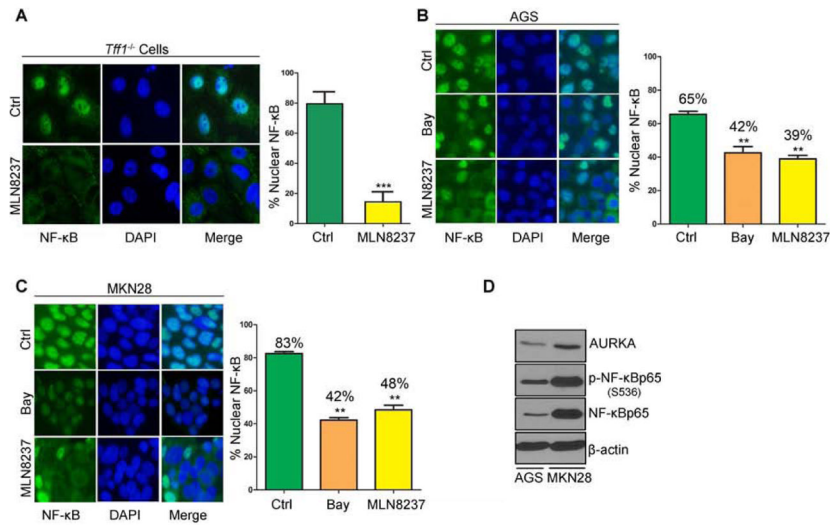 A
Tff1-/- Cells
Ctrl
MLN8237
NF-κB DAPI Merge
% Nuclear NF-κB
100
80
60
40
20
0
***
Ctrl MLN8237
B
AGS
Ctrl
Bay
MLN8237
NF-κB DAPI Merge
% Nuclear NF-κB
100
80
60
40
20
0
65%
42%
**
39%
**
Ctrl Bay MLN8237
C
MKN28
Ctrl
Bay
MLN8237
NF-κB DAPI Merge
% Nuclear NF-κB
100
80
60
40
20
0
83%
42%
**
48%
**
Ctrl Bay MLN8237
D
AURKA
p-NF-κBp65
(S536)
NF-κBp65
β-actin
AGS MKN28